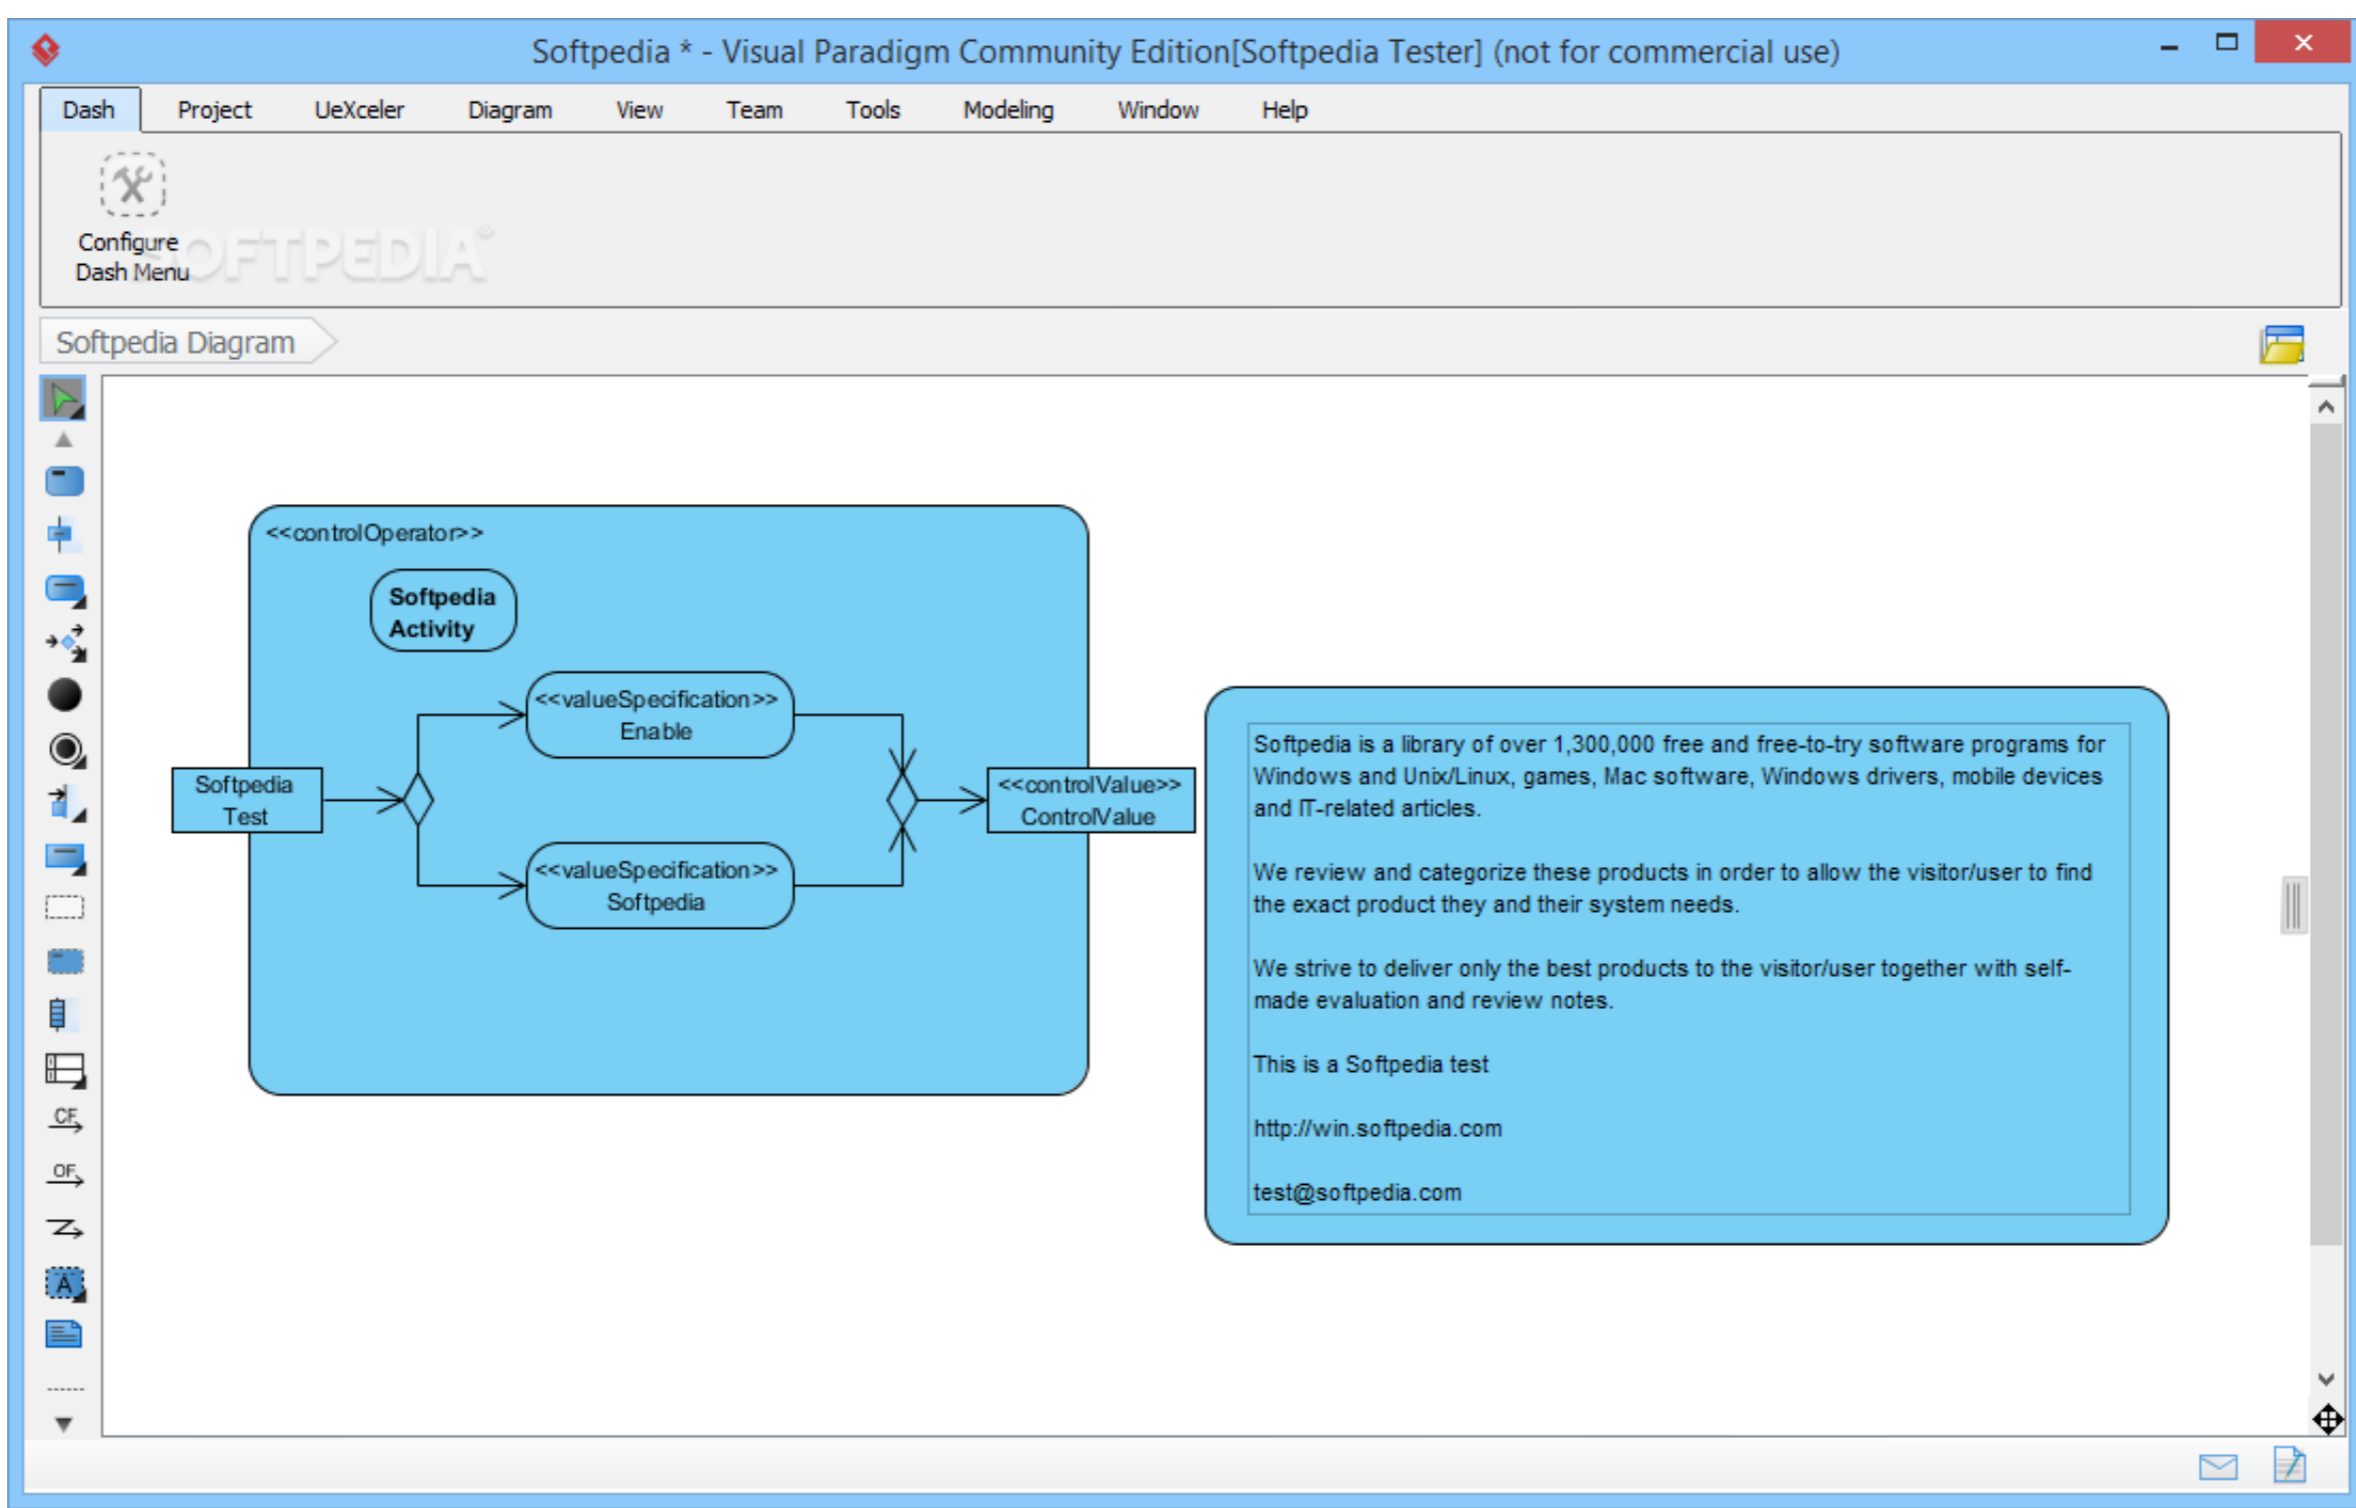 Softpedia * - Visual Paradigm Community Edition[Softpedia Tester] (not for commercial use)
Dash Project UeXceler Diagram View Team Tools Modeling Window Help
Configure
Dash Menu
SOFTPEDIA®
Softpedia Diagram
<<controlOperator>>
Softpedia
Activity
<<valueSpecification>>
Enable
Softpedia
Test
<<controlValue>>
ControlValue
<<valueSpecification>>
Softpedia
Softpedia is a library of over 1,300,000 free and free-to-try software programs for
Windows and Unix/Linux, games, Mac software, Windows drivers, mobile devices
and IT-related articles.
We review and categorize these products in order to allow the visitor/user to find
the exact product they and their system needs.
We strive to deliver only the best products to the visitor/user together with self-
made evaluation and review notes.
This is a Softpedia test
http://win.softpedia.com
test@softpedia.com
CF
OF
A